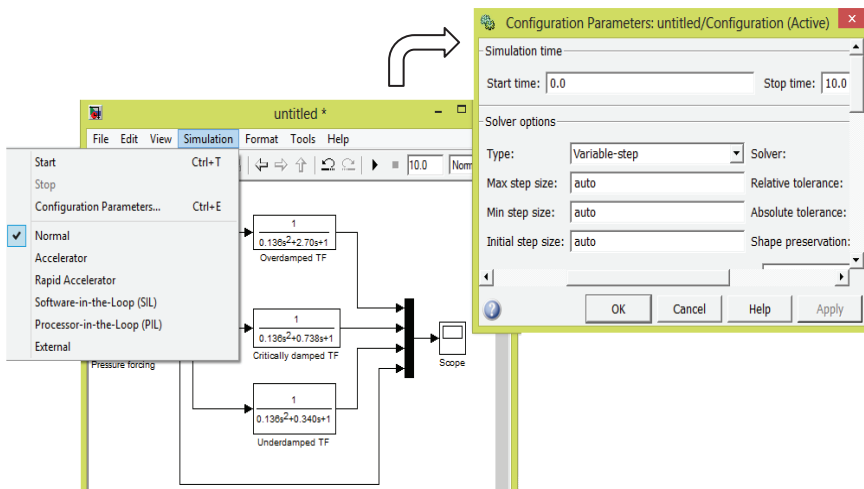 untitled *
File Edit View Simulation Format Tools Help
10.0 Norm
Start Ctrl+T
Stop
Configuration Parameters... Ctrl+E
Normal
Accelerator
Rapid Accelerator
Software-in-the-Loop (SIL)
Processor-in-the-Loop (PIL)
External
1
0.136s²+2.70s+1
Overdamped TF
1
0.136s²+0.738s+1
Critically damped TF
1
0.136s²+0.340s+1
Underdamped TF
Pressure forcing
Scope
Configuration Parameters: untitled/Configuration (Active)
Simulation time
Start time: 0.0 Stop time: 10.0
Solver options
Type: Variable-step Solver:
Max step size: auto Relative tolerance:
Min step size: auto Absolute tolerance:
Initial step size: auto Shape preservation:
OK Cancel Help Apply